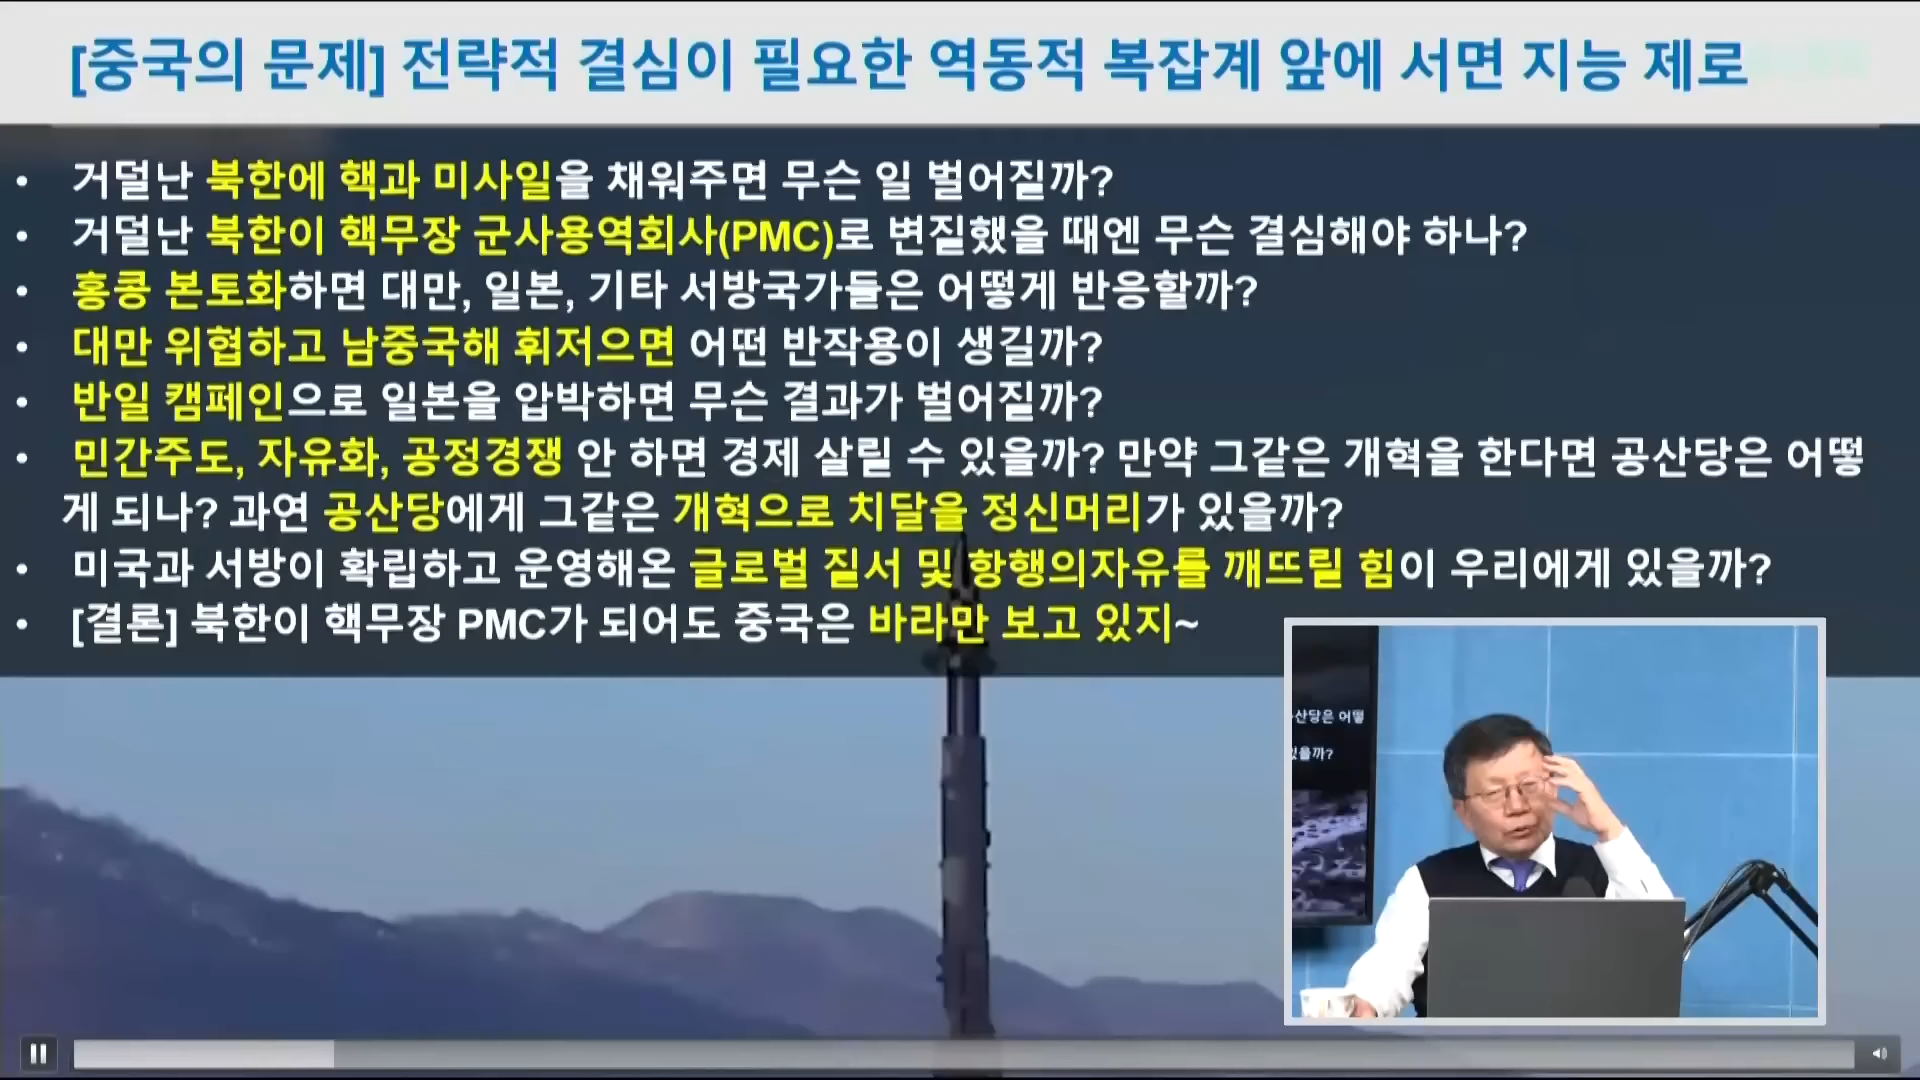 [중국의 문제] 전략적 결심이 필요한 역동적 복잡계 앞에 서면 지능 제로
• 거덜난 북한에 핵과 미사일을 채워주면 무슨 일 벌어질까?
• 거덜난 북한이 핵무장 군사용역회사(PMC)로 변질했을 때엔 무슨 결심해야 하나?
• 홍콩 본토화하면 대만, 일본, 기타 서방국가들은 어떻게 반응할까?
• 대만 위협하고 남중국해 휘저으면 어떤 반작용이 생길까?
• 반일 캠페인으로 일본을 압박하면 무슨 결과가 벌어질까?
• 민간주도, 자유화, 공정경쟁 안 하면 경제 살릴 수 있을까? 만약 그같은 개혁을 한다면 공산당은 어떻
게 되나? 과연 공산당에게 그같은 개혁으로 치달을 정신머리가 있을까?
• 미국과 서방이 확립하고 운영해온 글로벌 질서 및 항행의자유를 깨뜨릴 힘이 우리에게 있을까?
• [결론] 북한이 핵무장 PMC가 되어도 중국은 바라만 보고 있지~
산당은 어떻
있을까?